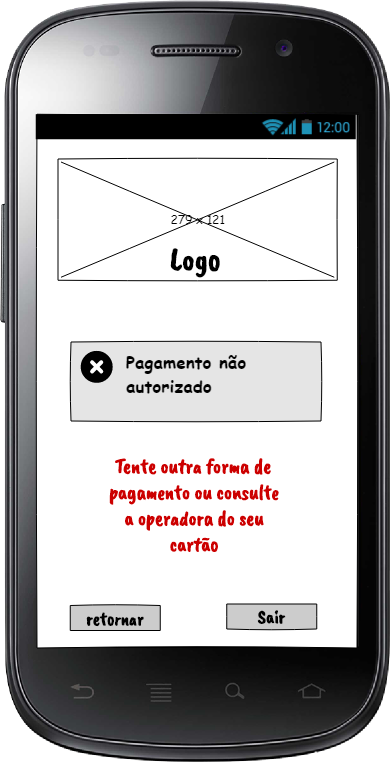 12:00
279 x 121
Logo
Pagamento não
autorizado
Tente outra forma de
pagamento ou consulte
a operadora do seu
cartão
retornar
Sair